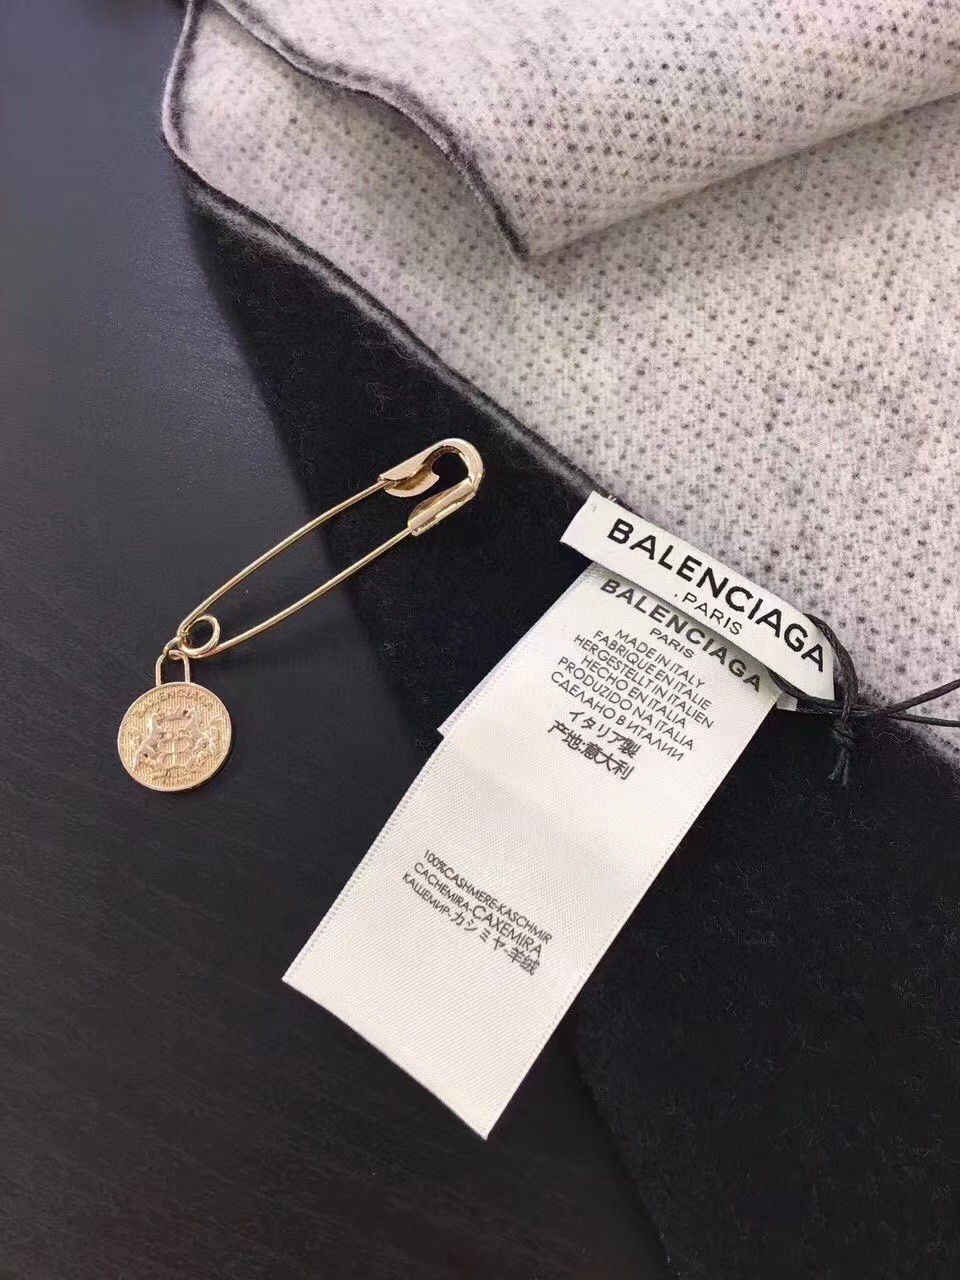 BALENCIAGA
.PARIS
BALENCIAGA
PARIS
MADE IN ITALY
FABRIQUE EN ITALIE
HERGESTELLT IN ITALIEN
HECHO EN ITALIA
PRODUZIDO NA ITALIA
СДЕЛАНО В ИТАЛИИ
イタリア製
产地:意大利
100%CASHMERE-KASCHMIR
CACHEMIRA-CAXEMIRA
КАШЕМИР-カシミヤ-羊绒